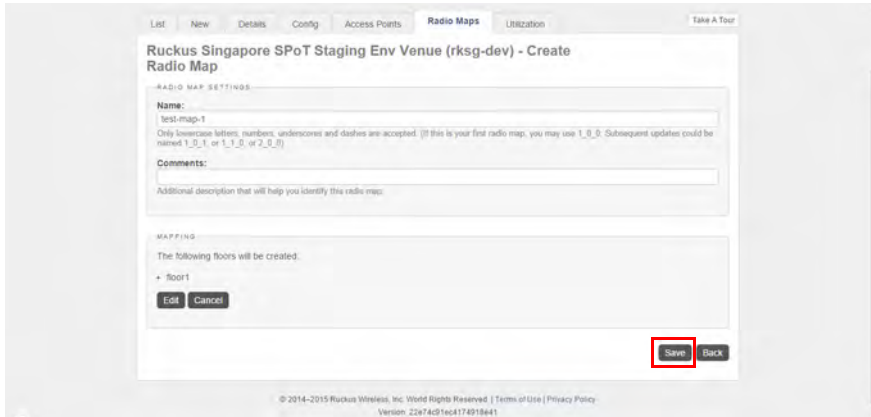 List New Details Config Access Points Radio Maps Utilization Take A Tour
Ruckus Singapore SPoT Staging Env Venue (rksg-dev) - Create
Radio Map
RADIO MAP SETTINGS
Name:
test-map-1
Only lowercase letters, numbers, underscores and dashes are accepted. (If this is your first radio map, you may use 1_0_0. Subsequent updates could be
named 1_0_1, or 1_1_0, or 2_0_0)
Comments:
Additional description that will help you identify this radio map.
MAPPING
The following floors will be created:
+ floor1
Edit Cancel
Save Back
© 2014-2015 Ruckus Wireless, Inc. World Rights Reserved. | Terms of Use | Privacy Policy
Version: 22e74c91ec4174918e41